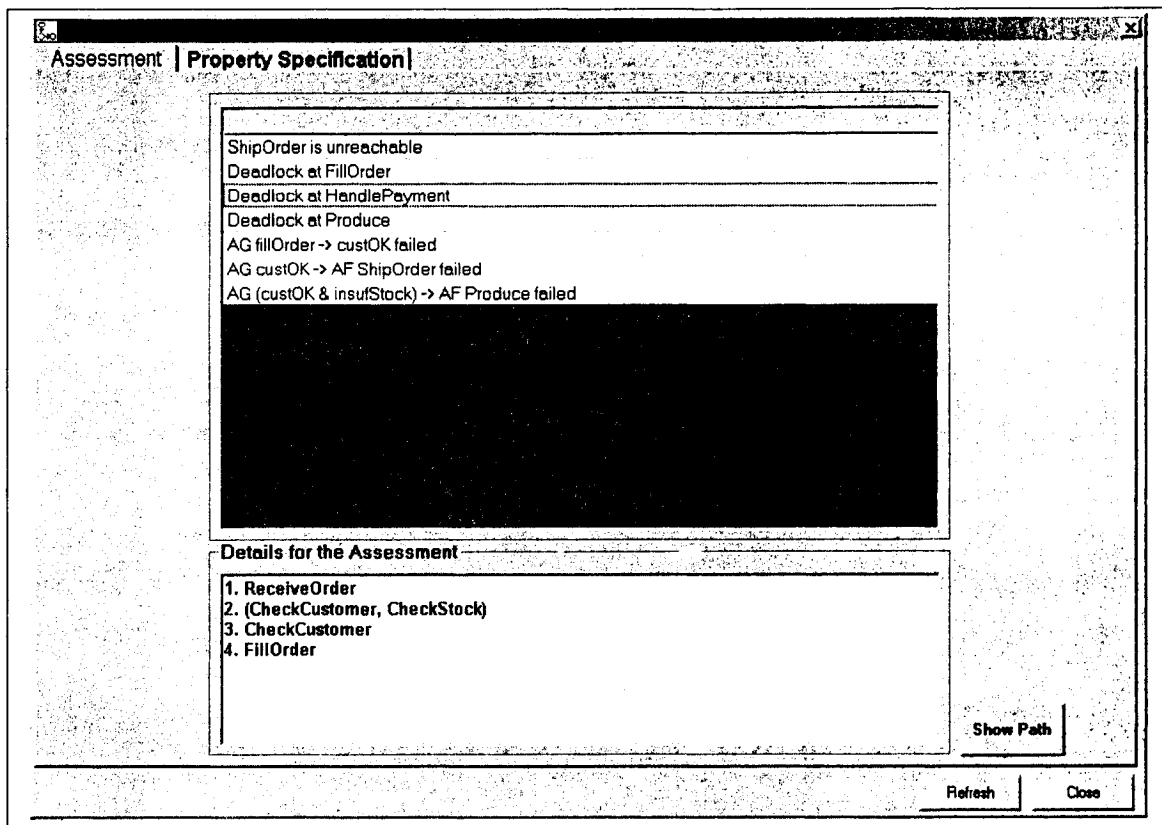 Assessment Property Specification
ShipOrder is unreachable
Deadlock at FillOrder
Deadlock at HandlePayment
Deadlock at Produce
AG fillOrder -> custOK failed
AG custOK -> AF ShipOrder failed
AG (custOK & insufStock) -> AF Produce failed
Details for the Assessment
1. ReceiveOrder
2. (CheckCustomer, CheckStock)
3. CheckCustomer
4. FillOrder
Show Path
Refresh Close